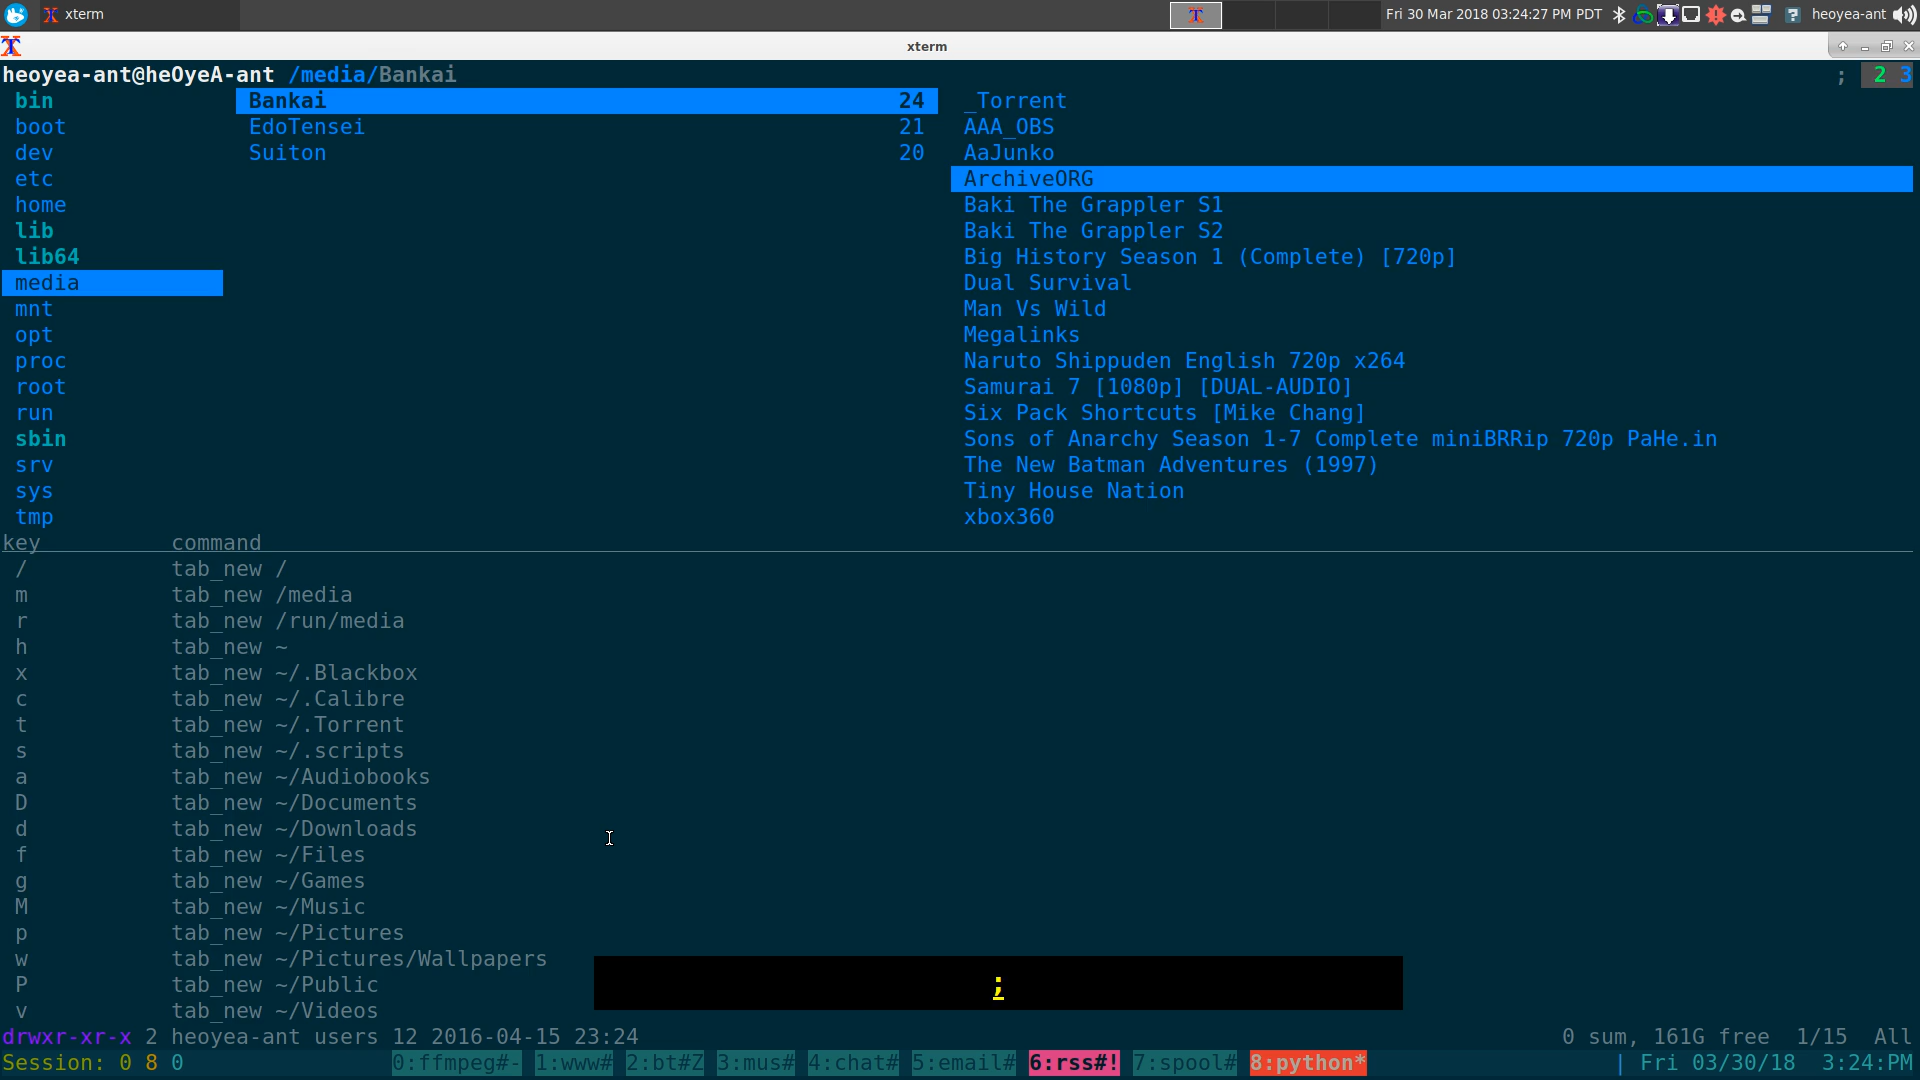 xterm Fri 30 Mar 2018 03:24:27 PM PDT heoyea-ant
xterm
heoyea-ant@heOyeA-ant /media/Bankai ; 2 3
bin Bankai 24 _Torrent
boot EdoTensei 21 AAA_OBS
dev Suiton 20 AaJunko
etc ArchiveORG
home Baki The Grappler S1
lib Baki The Grappler S2
lib64 Big History Season 1 (Complete) [720p]
media Dual Survival
mnt Man Vs Wild
opt Megalinks
proc Naruto Shippuden English 720p x264
root Samurai 7 [1080p] [DUAL-AUDIO]
run Six Pack Shortcuts [Mike Chang]
sbin Sons of Anarchy Season 1-7 Complete miniBRRip 720p PaHe.in
srv The New Batman Adventures (1997)
sys Tiny House Nation
tmp xbox360
key command
/ tab_new /
m tab_new /media
r tab_new /run/media
h tab_new ~
x tab_new ~/.Blackbox
c tab_new ~/.Calibre
t tab_new ~/.Torrent
s tab_new ~/.scripts
a tab_new ~/Audiobooks
D tab_new ~/Documents
d tab_new ~/Downloads
f tab_new ~/Files
g tab_new ~/Games
M tab_new ~/Music
p tab_new ~/Pictures
w tab_new ~/Pictures/Wallpapers
P tab_new ~/Public
;
v tab_new ~/Videos
drwxr-xr-x 2 heoyea-ant users 12 2016-04-15 23:24 0 sum, 161G free 1/15 All
Session: 0 8 0 0:ffmpeg#- 1:www# 2:bt#Z 3:mus# 4:chat# 5:email# 6:rss#! 7:spool# 8:python* | Fri 03/30/18 3:24:PM